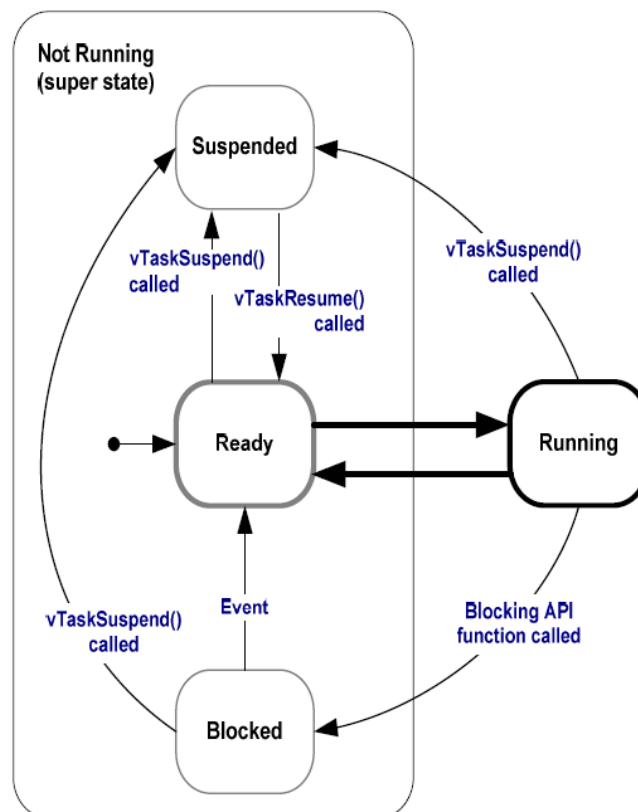 Not Running
(super state)
Suspended
vTaskSuspend()
called
vTaskResume()
called
vTaskSuspend()
called
Ready
Running
vTaskSuspend()
called
Event
Blocking API
function called
Blocked